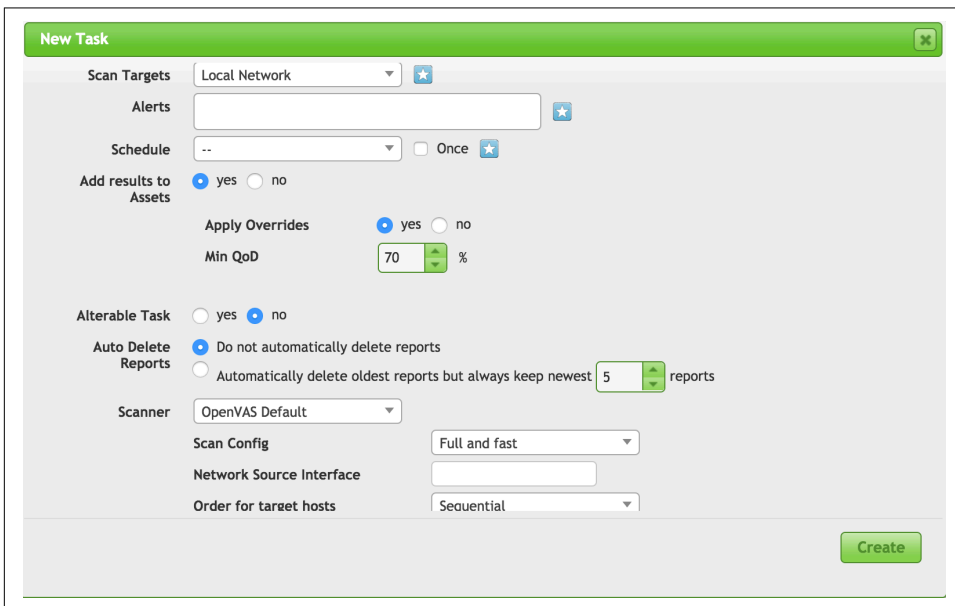 New Task
Scan Targets Local Network
Alerts
Schedule -- Once
Add results to yes no
Assets
Apply Overrides yes no
Min QoD 70 %
Alterable Task yes no
Auto Delete Do not automatically delete reports
Reports Automatically delete oldest reports but always keep newest 5 reports
Scanner OpenVAS Default
Scan Config Full and fast
Network Source Interface
Order for target hosts Sequential
Create